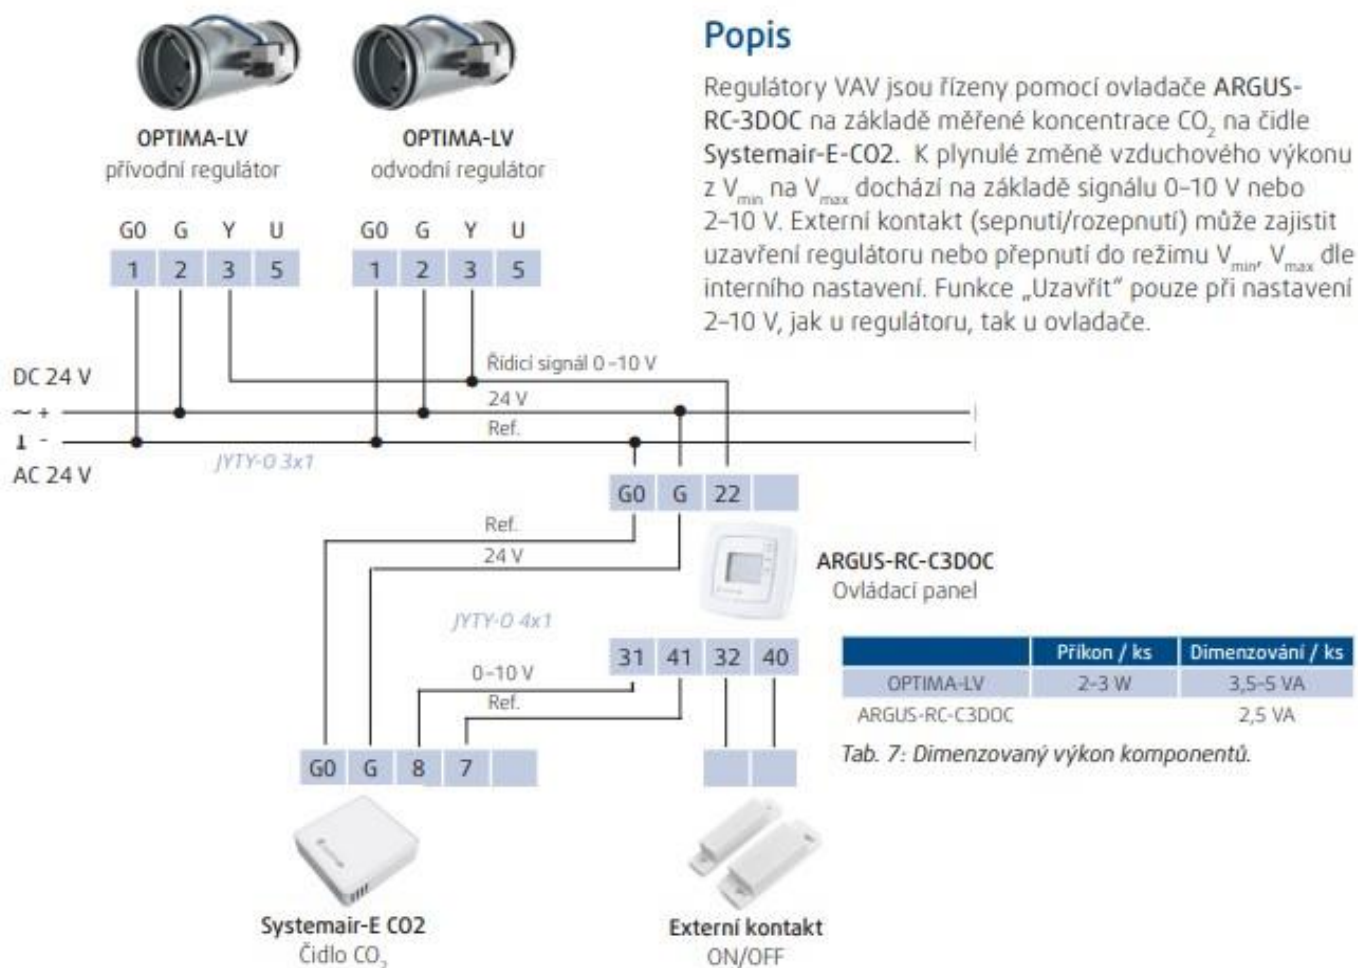 OPTIMA-LV
přívodní regulátor
OPTIMA-LV
odvodní regulátor
Popis
Regulátory VAV jsou řízeny pomocí ovladače ARGUS-
RC-3DOC na základě měřené koncentrace CO₂ na čidle
Systemair-E-CO2. K plynulé změně vzduchového výkonu
z Vmin na Vmax dochází na základě signálu 0–10 V nebo
2–10 V. Externí kontakt (sepnutí/rozepnutí) může zajistit
uzavření regulátoru nebo přepnutí do režimu Vmin, Vmax dle
interního nastavení. Funkce „Uzavřít“ pouze při nastavení
2–10 V, jak u regulátoru, tak u ovladače.
G0 G Y U
1 2 3 5
G0 G Y U
1 2 3 5
Řídicí signál 0–10 V
DC 24 V
24 V
~ +
Ref.
1 -
AC 24 V
JYTY-O 3x1
G0 G 22
Ref.
24 V
ARGUS-RC-C3DOC
Ovládací panel
JYTY-O 4x1
31 41 32 40
0–10 V
Ref.
Příkon / ks Dimenzování / ks
OPTIMA-LV 2–3 W 3,5–5 VA
ARGUS-RC-C3DOC 2,5 VA
Tab. 7: Dimenzovaný výkon komponentů.
G0 G 8 7
Systemair-E CO2
Čidlo CO₂
Externí kontakt
ON/OFF